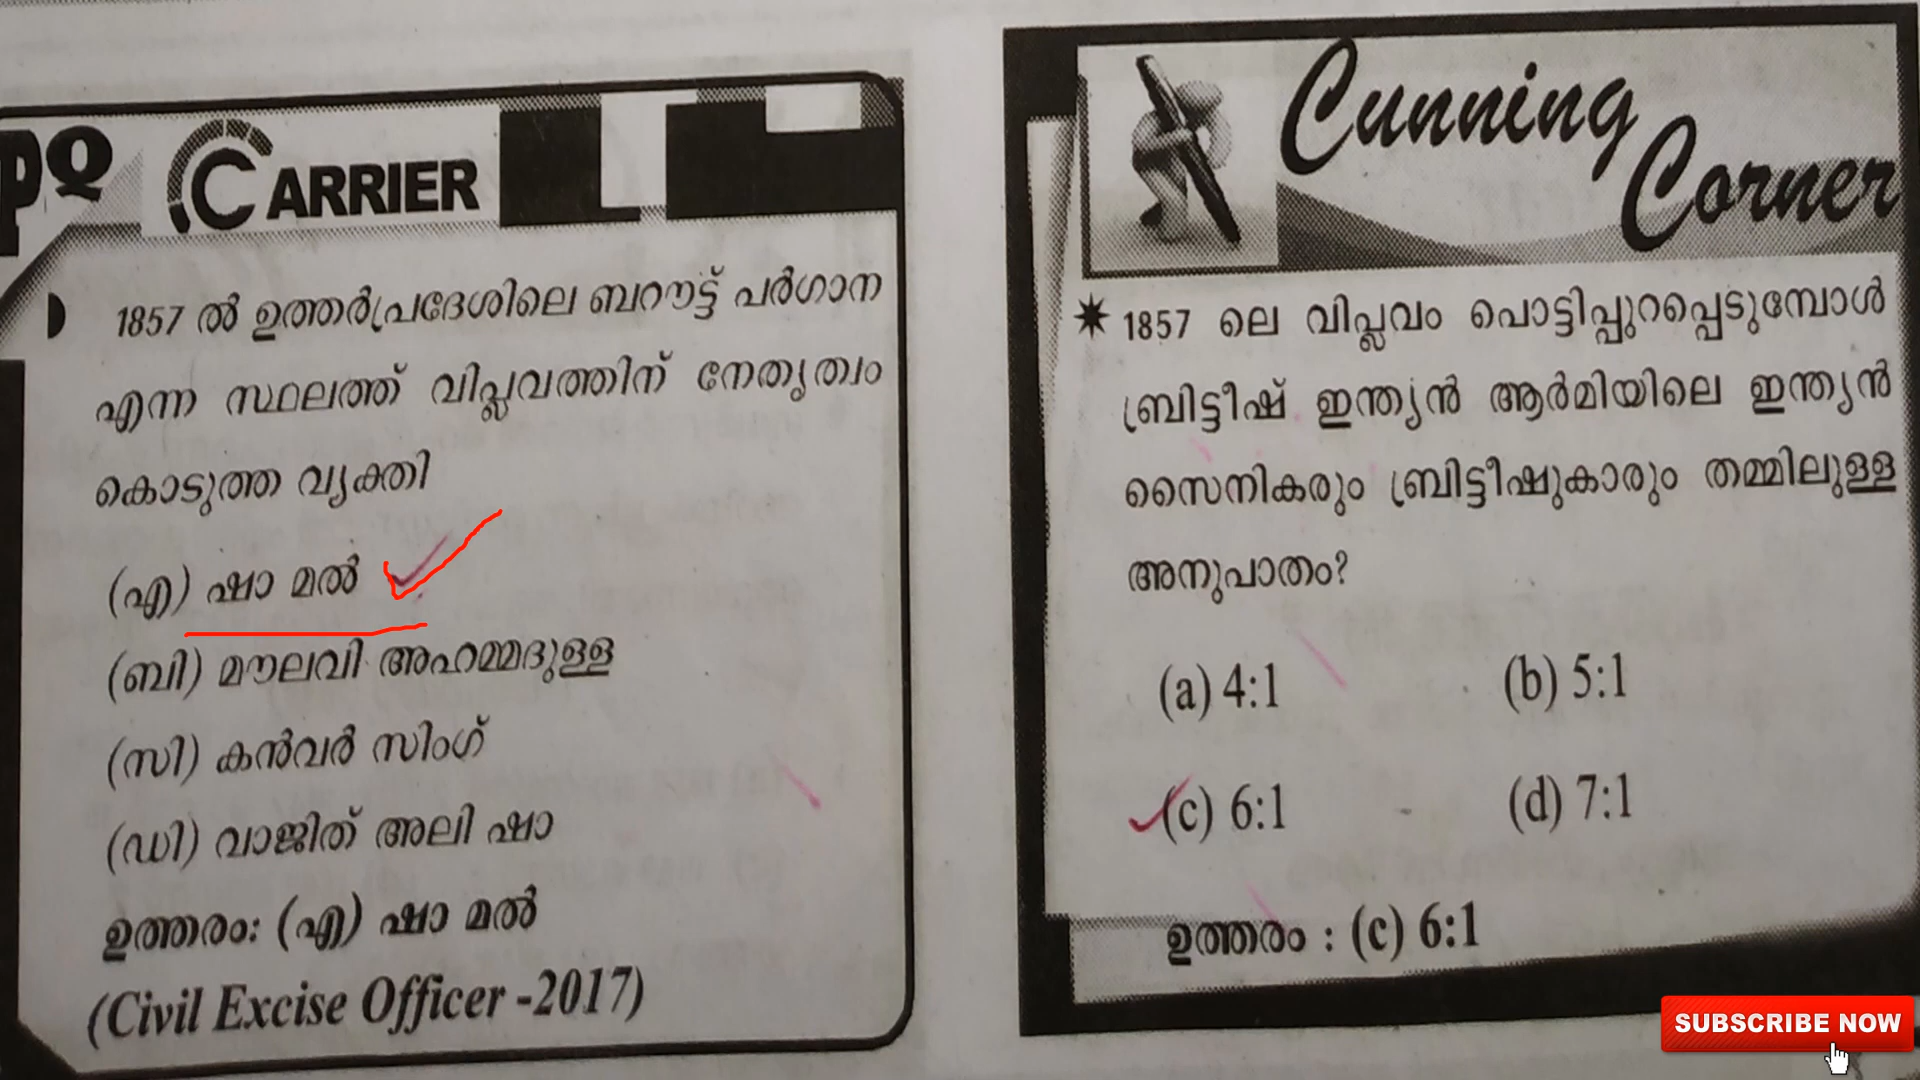 PQ CARRIER
1857 ൽ ഉത്തർപ്രദേശിലെ ബറൗട്ട് പർഗാന
എന്ന സ്ഥലത്ത് വിപ്ലവത്തിന് നേതൃത്വം
കൊടുത്ത വ്യക്തി
(എ) ഷാ മൽ
(ബി) മൗലവി അഹമ്മദുള്ള
(സി) കൻവർ സിംഗ്
(ഡി) വാജിത് അലി ഷാ
ഉത്തരം: (എ) ഷാ മൽ
(Civil Excise Officer -2017)
Cunning
Corner
1857 ലെ വിപ്ലവം പൊട്ടിപ്പുറപ്പെടുമ്പോൾ
ബ്രിട്ടീഷ് ഇന്ത്യൻ ആർമിയിലെ ഇന്ത്യൻ
സൈനികരും ബ്രിട്ടീഷുകാരും തമ്മിലുള്ള
അനുപാതം?
(a) 4:1 (b) 5:1
(c) 6:1 (d) 7:1
ഉത്തരം : (c) 6:1
SUBSCRIBE NOW